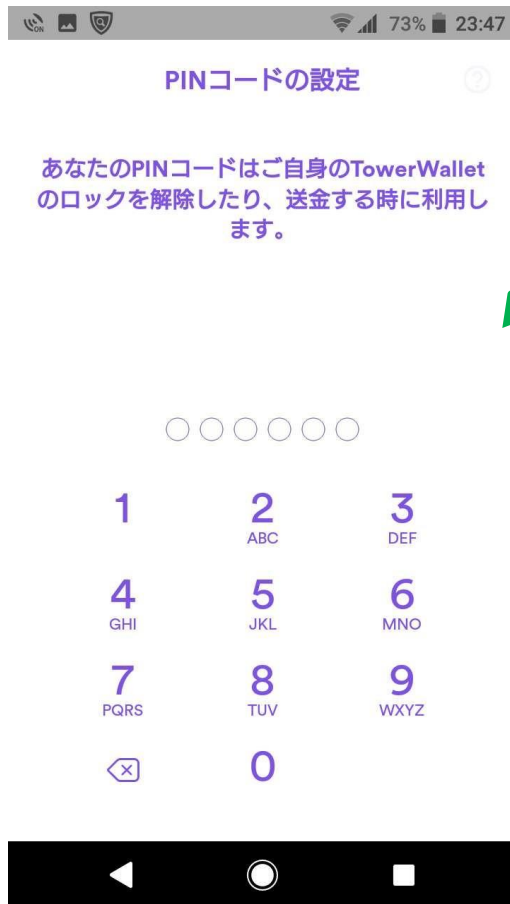 ON 73% 23:47
PINコードの設定 ?
あなたのPINコードはご自身のTowerWallet
のロックを解除したり、送金する時に利用し
ます。
1 2 3
ABC DEF
4 5 6
GHI JKL MNO
7 8 9
PQRS TUV WXYZ
0